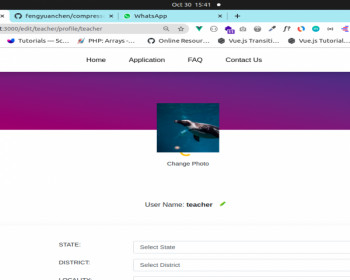 Oct 30 15:41
fengyuanchen/compress
WhatsApp
:3000/edit/teacher/profile/teacher
Tutorials — Sc...
PHP: Arrays -...
Online Resour...
Vue.js Transiti...
Vue.js Tutorial...
Home Application FAQ Contact Us
Change Photo
User Name: teacher
STATE: Select State
DISTRICT: Select District
LOCALITY